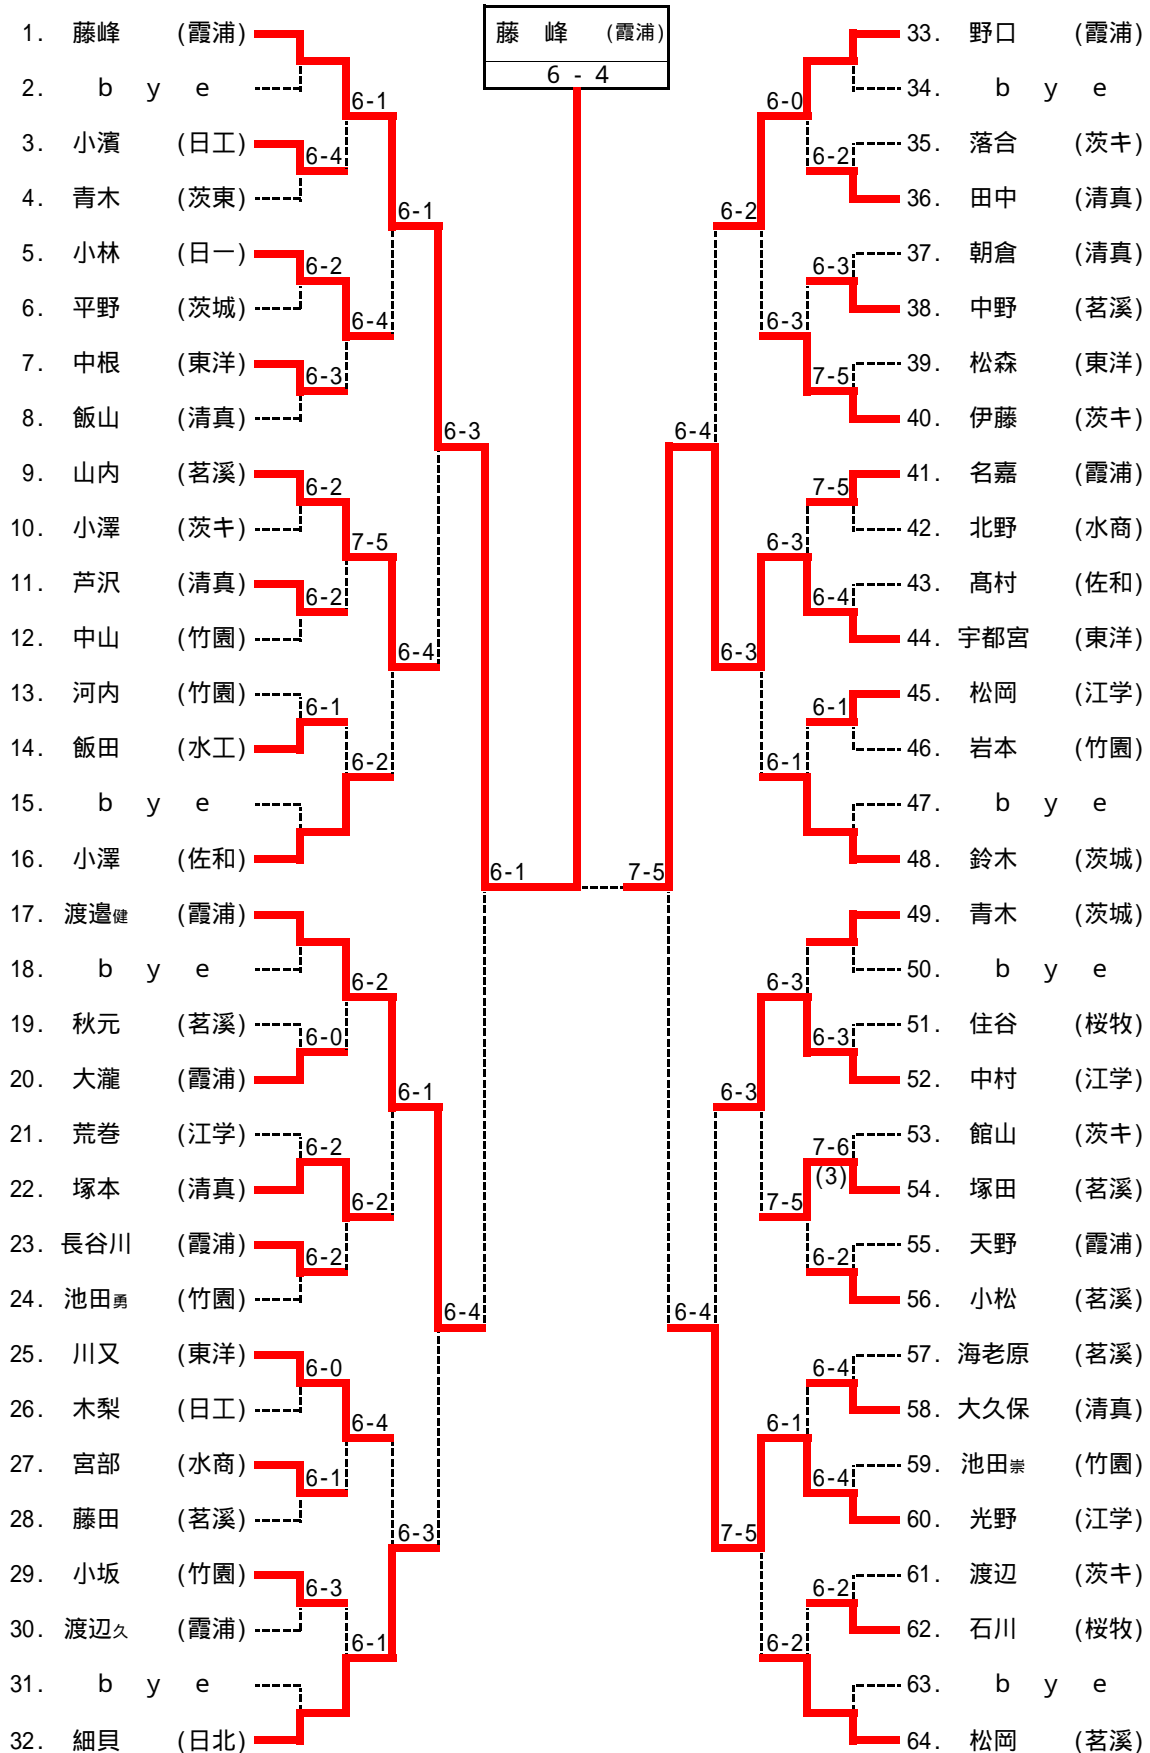 藤 峰 (霞浦)
6 - 4
1. 藤峰 (霞浦)
2. b y e
3. 小濱 (日工)
4. 青木 (茨東)
5. 小林 (日一)
6. 平野 (茨城)
7. 中根 (東洋)
8. 飯山 (清真)
9. 山内 (茗溪)
10. 小澤 (茨キ)
11. 芦沢 (清真)
12. 中山 (竹園)
13. 河内 (竹園)
14. 飯田 (水工)
15. b y e
16. 小澤 (佐和)
17. 渡邉健 (霞浦)
18. b y e
19. 秋元 (茗溪)
20. 大瀧 (霞浦)
21. 荒巻 (江学)
22. 塚本 (清真)
23. 長谷川 (霞浦)
24. 池田勇 (竹園)
25. 川又 (東洋)
26. 木梨 (日工)
27. 宮部 (水商)
28. 藤田 (茗溪)
29. 小坂 (竹園)
30. 渡辺久 (霞浦)
31. b y e
32. 細貝 (日北)
6-4
6-2
6-3
6-2
6-2
6-1
6-0
6-2
6-2
6-0
6-1
6-3
6-1
6-4
7-5
6-2
6-2
6-2
6-4
6-1
6-1
6-4
6-1
6-3
6-3
6-4
6-1
7-5
6-4
6-4
6-2
6-3
6-3
6-0
6-3
6-3
6-1
6-3
7-5
6-1
6-2
6-2
6-3
7-5
7-5
6-4
6-1
6-3
7-6
(3)
6-2
6-4
6-4
6-2
7-5
33. 野口 (霞浦)
34. b y e
35. 落合 (茨キ)
36. 田中 (清真)
37. 朝倉 (清真)
38. 中野 (茗溪)
39. 松森 (東洋)
40. 伊藤 (茨キ)
41. 名嘉 (霞浦)
42. 北野 (水商)
43. 髙村 (佐和)
44. 宇都宮 (東洋)
45. 松岡 (江学)
46. 岩本 (竹園)
47. b y e
48. 鈴木 (茨城)
49. 青木 (茨城)
50. b y e
51. 住谷 (桜牧)
52. 中村 (江学)
53. 館山 (茨キ)
54. 塚田 (茗溪)
55. 天野 (霞浦)
56. 小松 (茗溪)
57. 海老原 (茗溪)
58. 大久保 (清真)
59. 池田崇 (竹園)
60. 光野 (江学)
61. 渡辺 (茨キ)
62. 石川 (桜牧)
63. b y e
64. 松岡 (茗溪)